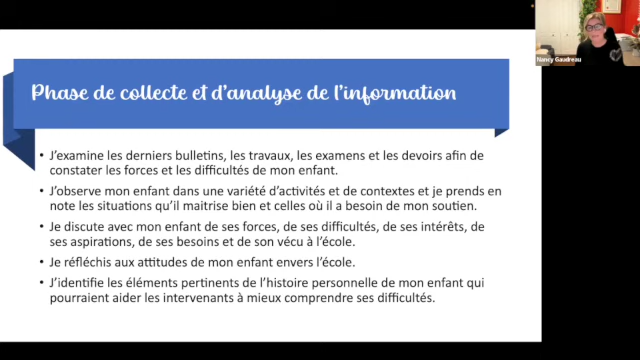 Phase de collecte et d'analyse de l'information
• J'examine les derniers bulletins, les travaux, les examens et les devoirs afin de
constater les forces et les difficultés de mon enfant.
• J'observe mon enfant dans une variété d'activités et de contextes et je prends en
note les situations qu'il maitrise bien et celles où il a besoin de mon soutien.
• Je discute avec mon enfant de ses forces, de ses difficultés, de ses intérêts, de
ses aspirations, de ses besoins et de son vécu à l'école.
• Je réfléchis aux attitudes de mon enfant envers l'école.
• J'identifie les éléments pertinents de l'histoire personnelle de mon enfant qui
pourraient aider les intervenants à mieux comprendre ses difficultés.
Nancy Gaudreau